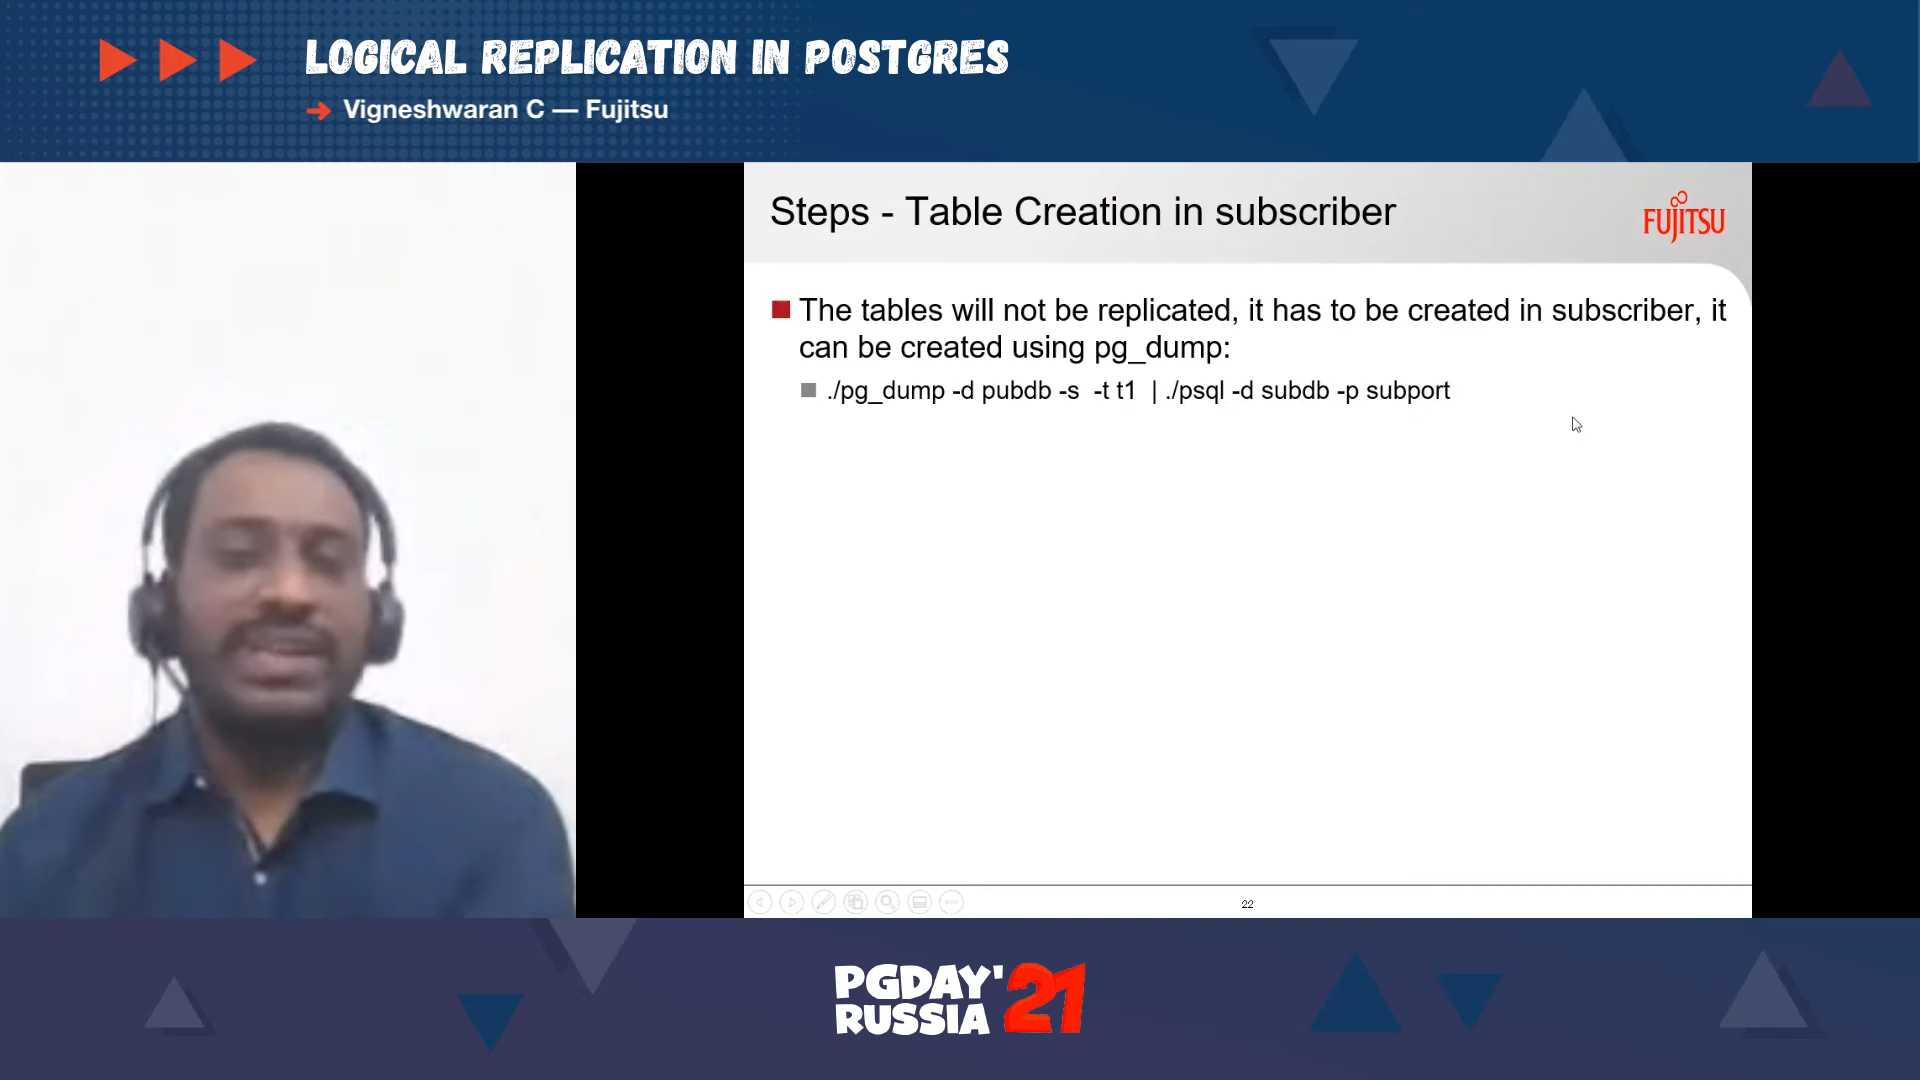 LOGICAL REPLICATION IN POSTGRES
Vigneshwaran C — Fujitsu
Steps - Table Creation in subscriber
FUJITSU
The tables will not be replicated, it has to be created in subscriber, it
can be created using pg_dump:
./pg_dump -d pubdb -s  -t t1  | ./psql -d subdb -p subport
22
PGDAY'21
RUSSIA